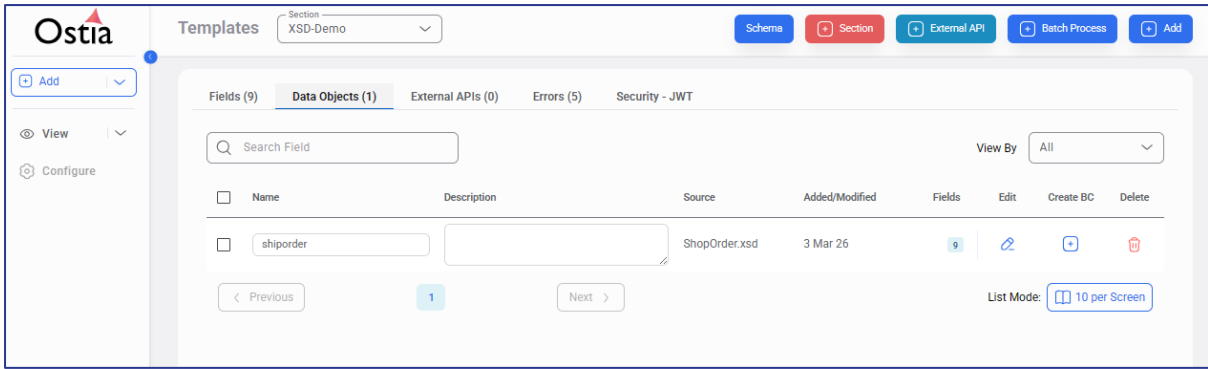 Ostia
Templates
Section
XSD-Demo
Schema
Section
External API
Batch Process
Add
Add
View
Configure
Fields (9)
Data Objects (1)
External APIs (0)
Errors (5)
Security - JWT
Search Field
View By
All
Name
Description
Source
Added/Modified
Fields
Edit
Create BC
Delete
shiporder
ShopOrder.xsd
3 Mar 26
9
Previous
1
Next
List Mode:
10 per Screen